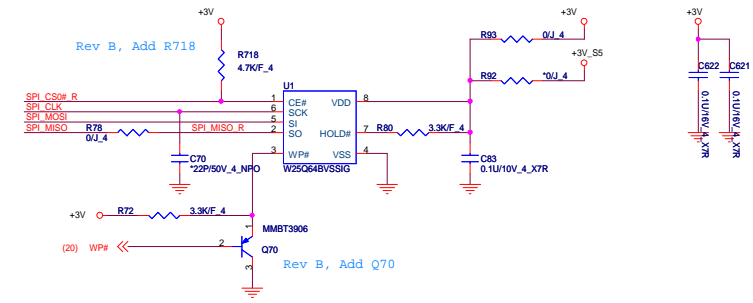 +3V
+3V
+3V
Rev B, Add R718
R718
4.7K/F_4
R93
0/J_4
+3V_S5
R92
*0/J_4
C622
C621
0.1U/16V_4_X7R
0.1U/16V_4_X7R
U1
SPI_CS0#_R
1
CE#
VDD
8
SPI_CLK
6
SCK
SPI_MOSI
5
SI
SPI_MISO
R78
0/J_4
SPI_MISO_R
2
SO
HOLD#
7
R80
3.3K/F_4
3
WP#
VSS
4
W25Q64BVSSIG
C70
*22P/50V_4_NPO
C83
0.1U/10V_4_X7R
+3V
R72
3.3K/F_4
1
MMBT3906
(20)
WP#
2
Q70
3
Rev B, Add Q70